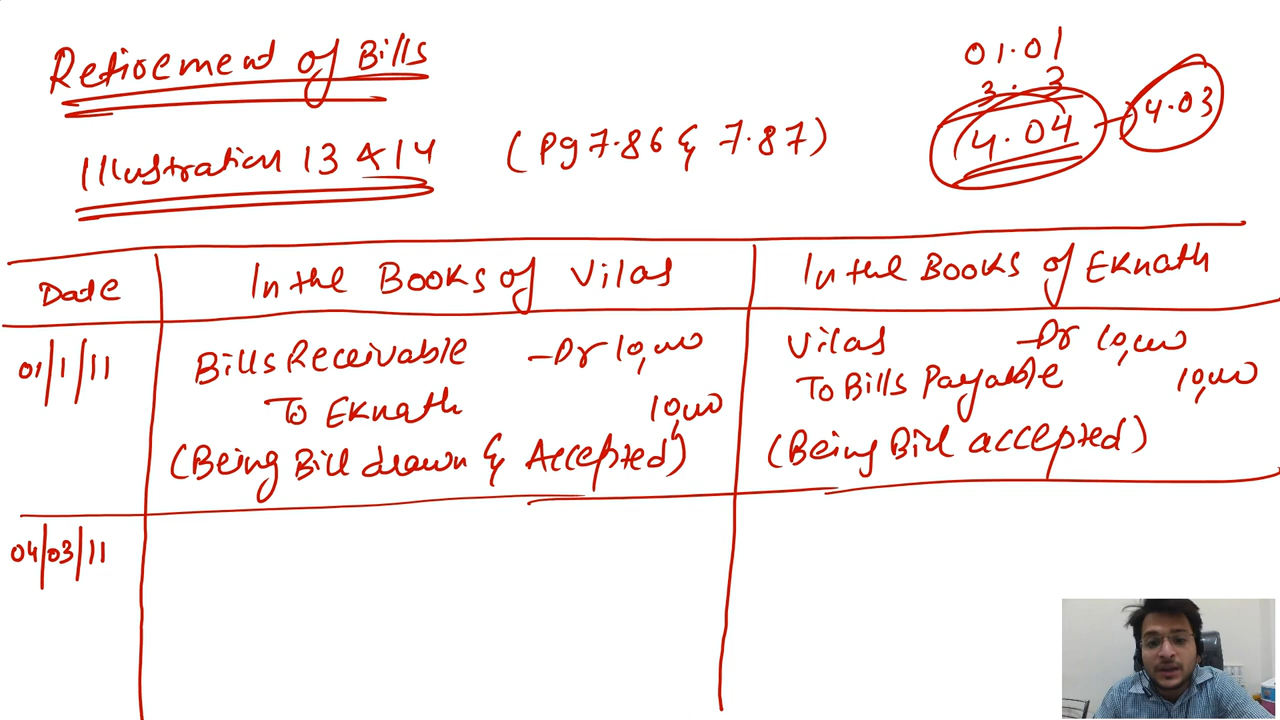 Retirement of Bills
01.01
3. 3
4.04 - 4.03
Illustration 13 & 14 (Pg 7.86 & 7.87)
Date
In the Books of Vilas
In the Books of Eknath
01/1/11
Bills Receivable -Dr 10,000
To Eknath 10,000
(Being Bill drawn & Accepted)
Vilas -Dr 10,000
To Bills Payable 10,000
(Being Bill accepted)
04/03/11